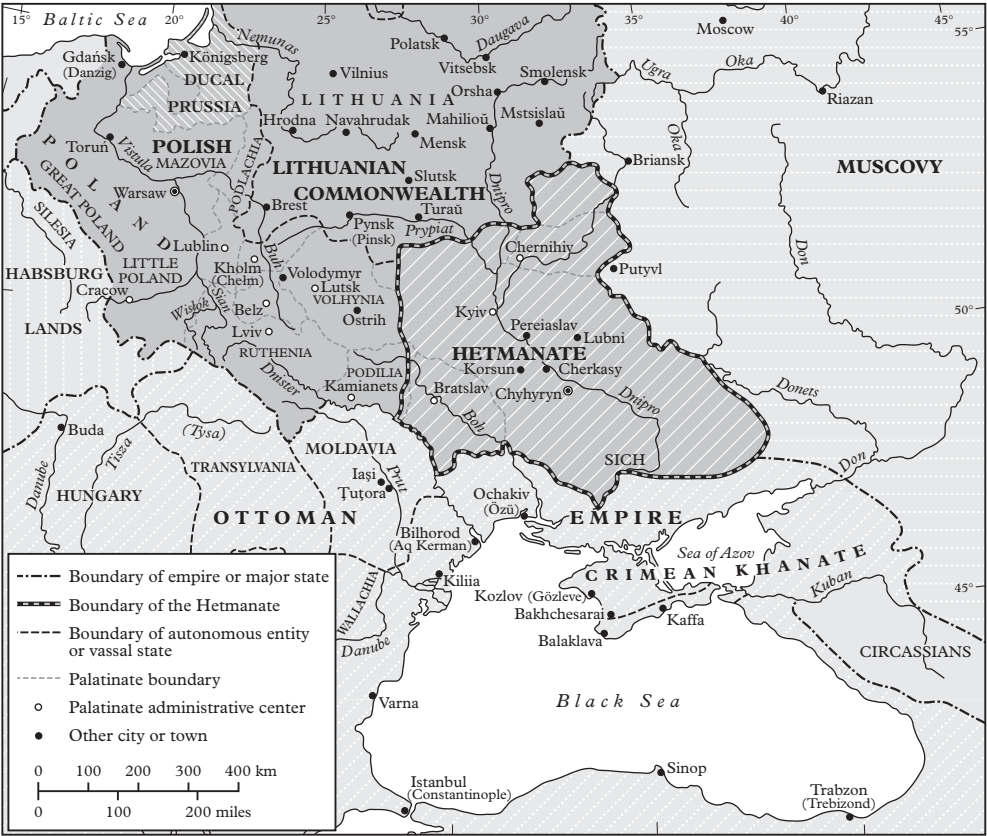 15° 20° 25° 30° 35° 40° 45°
Baltic Sea
Nemunas
Daugava
Polatsk
Moscow
55°
Gdańsk
(Danzig)
Königsberg
DUCAL
PRUSSIA
Vilnius
Vitsebsk
Smolensk
Ugra
Oka
Orsha
Riazan
LITHUANIA
Hrodna
Navahrudak
Mahilioŭ
Mstsislaŭ
Mensk
Oka
Toruń
Vistula
POLISH
MAZOVIA
PODLACHIA
LITHUANIAN
COMMONWEALTH
Slutsk
Briansk
MUSCOVY
POLAND
GREAT POLAND
Warsaw
Brest
Turaŭ
Dnipro
Pynsk
(Pinsk)
Prypiat
SILESIA
Lublin
Buh
Chernihiv
Don
HABSBURG
LITTLE
POLAND
Kholm
(Chełm)
Volodymyr
Lutsk
VOLHYNIA
Putyvl
Cracow
Wisłok
Sian
Belz
Ostrih
Kyiv
50°
LANDS
Lviv
Pereiaslav
Lubni
RUTHENIA
HETMANATE
Dnister
PODILIA
Kamianets
Korsun
Cherkasy
Bratslav
Chyhyryn
Dnipro
Donets
Boh
Buda
(Tysa)
Tisza
Danube
MOLDAVIA
SICH
Don
TRANSYLVANIA
Iaşi
Ţuţora
Prut
HUNGARY
Ochakiv
(Özü)
OTTOMAN
EMPIRE
Bilhorod
(Aq Kerman)
Sea of Azov
CRIMEAN KHANATE
Kiliia
Kozlov (Gözleve)
Kuban
45°
Bakhchesarai
Kaffa
WALLACHIA
Balaklava
Danube
CIRCASSIANS
Varna
Black Sea
Sinop
Istanbul
(Constantinople)
Trabzon
(Trebizond)
Boundary of empire or major state
Boundary of the Hetmanate
Boundary of autonomous entity
or vassal state
Palatinate boundary
Palatinate administrative center
Other city or town
0 100 200 300 400 km
0 100 200 miles